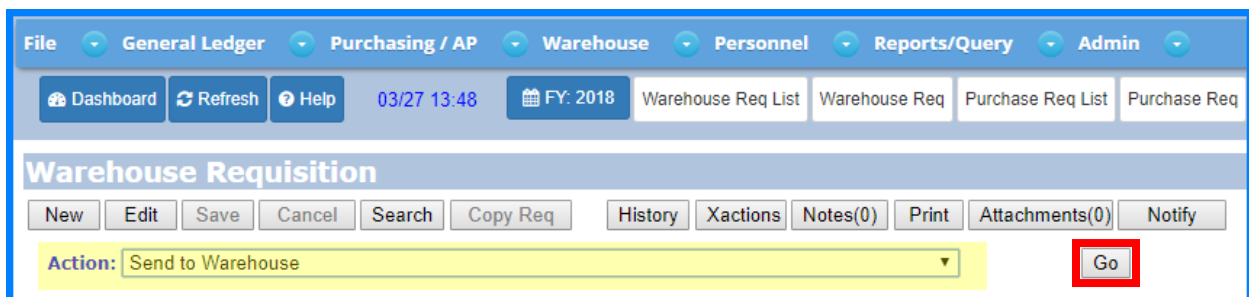 File General Ledger Purchasing / AP Warehouse Personnel Reports/Query Admin
Dashboard Refresh Help 03/27 13:48 FY: 2018 Warehouse Req List Warehouse Req Purchase Req List Purchase Req
Warehouse Requisition
New Edit Save Cancel Search Copy Req History Xactions Notes(0) Print Attachments(0) Notify
Action: Send to Warehouse Go